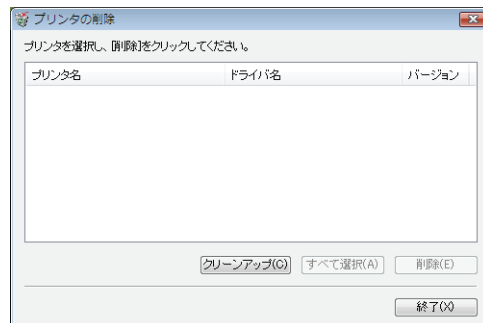 プリンタの削除
プリンタを選択し、[削除]をクリックしてください。
プリンタ名 ドライバ名 バージョン
クリーンアップ(C) すべて選択(A) 削除(E)
終了(X)